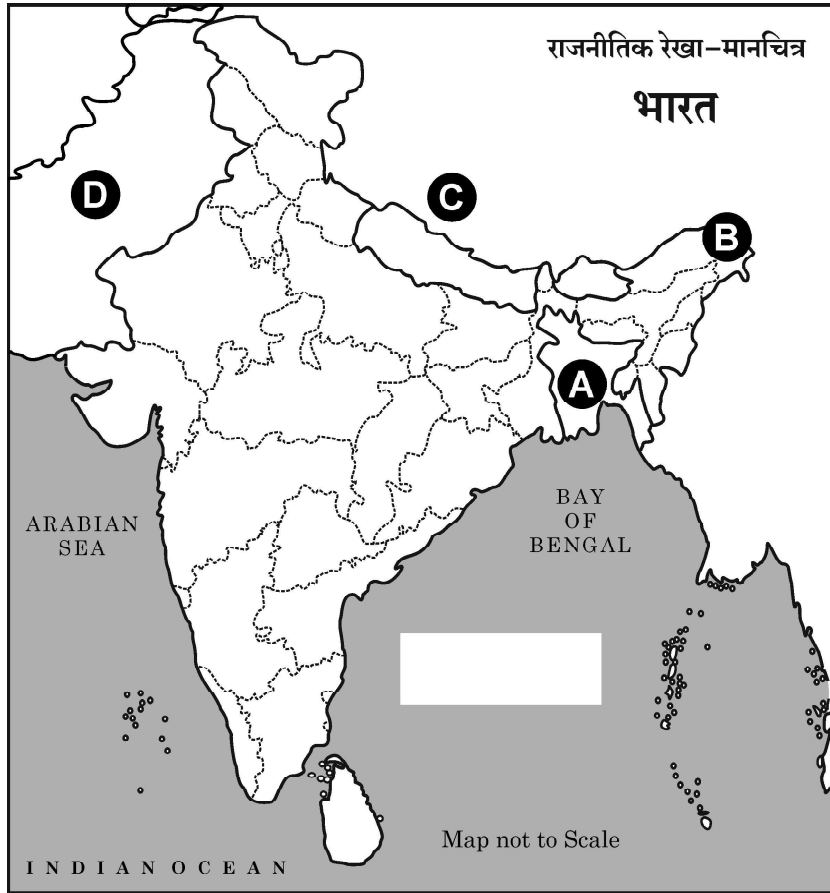 राजनीतिक रेखा-मानचित्र
भारत
D
C
B
A
ARABIAN
SEA
BAY
OF
BENGAL
Map not to Scale
INDIAN OCEAN